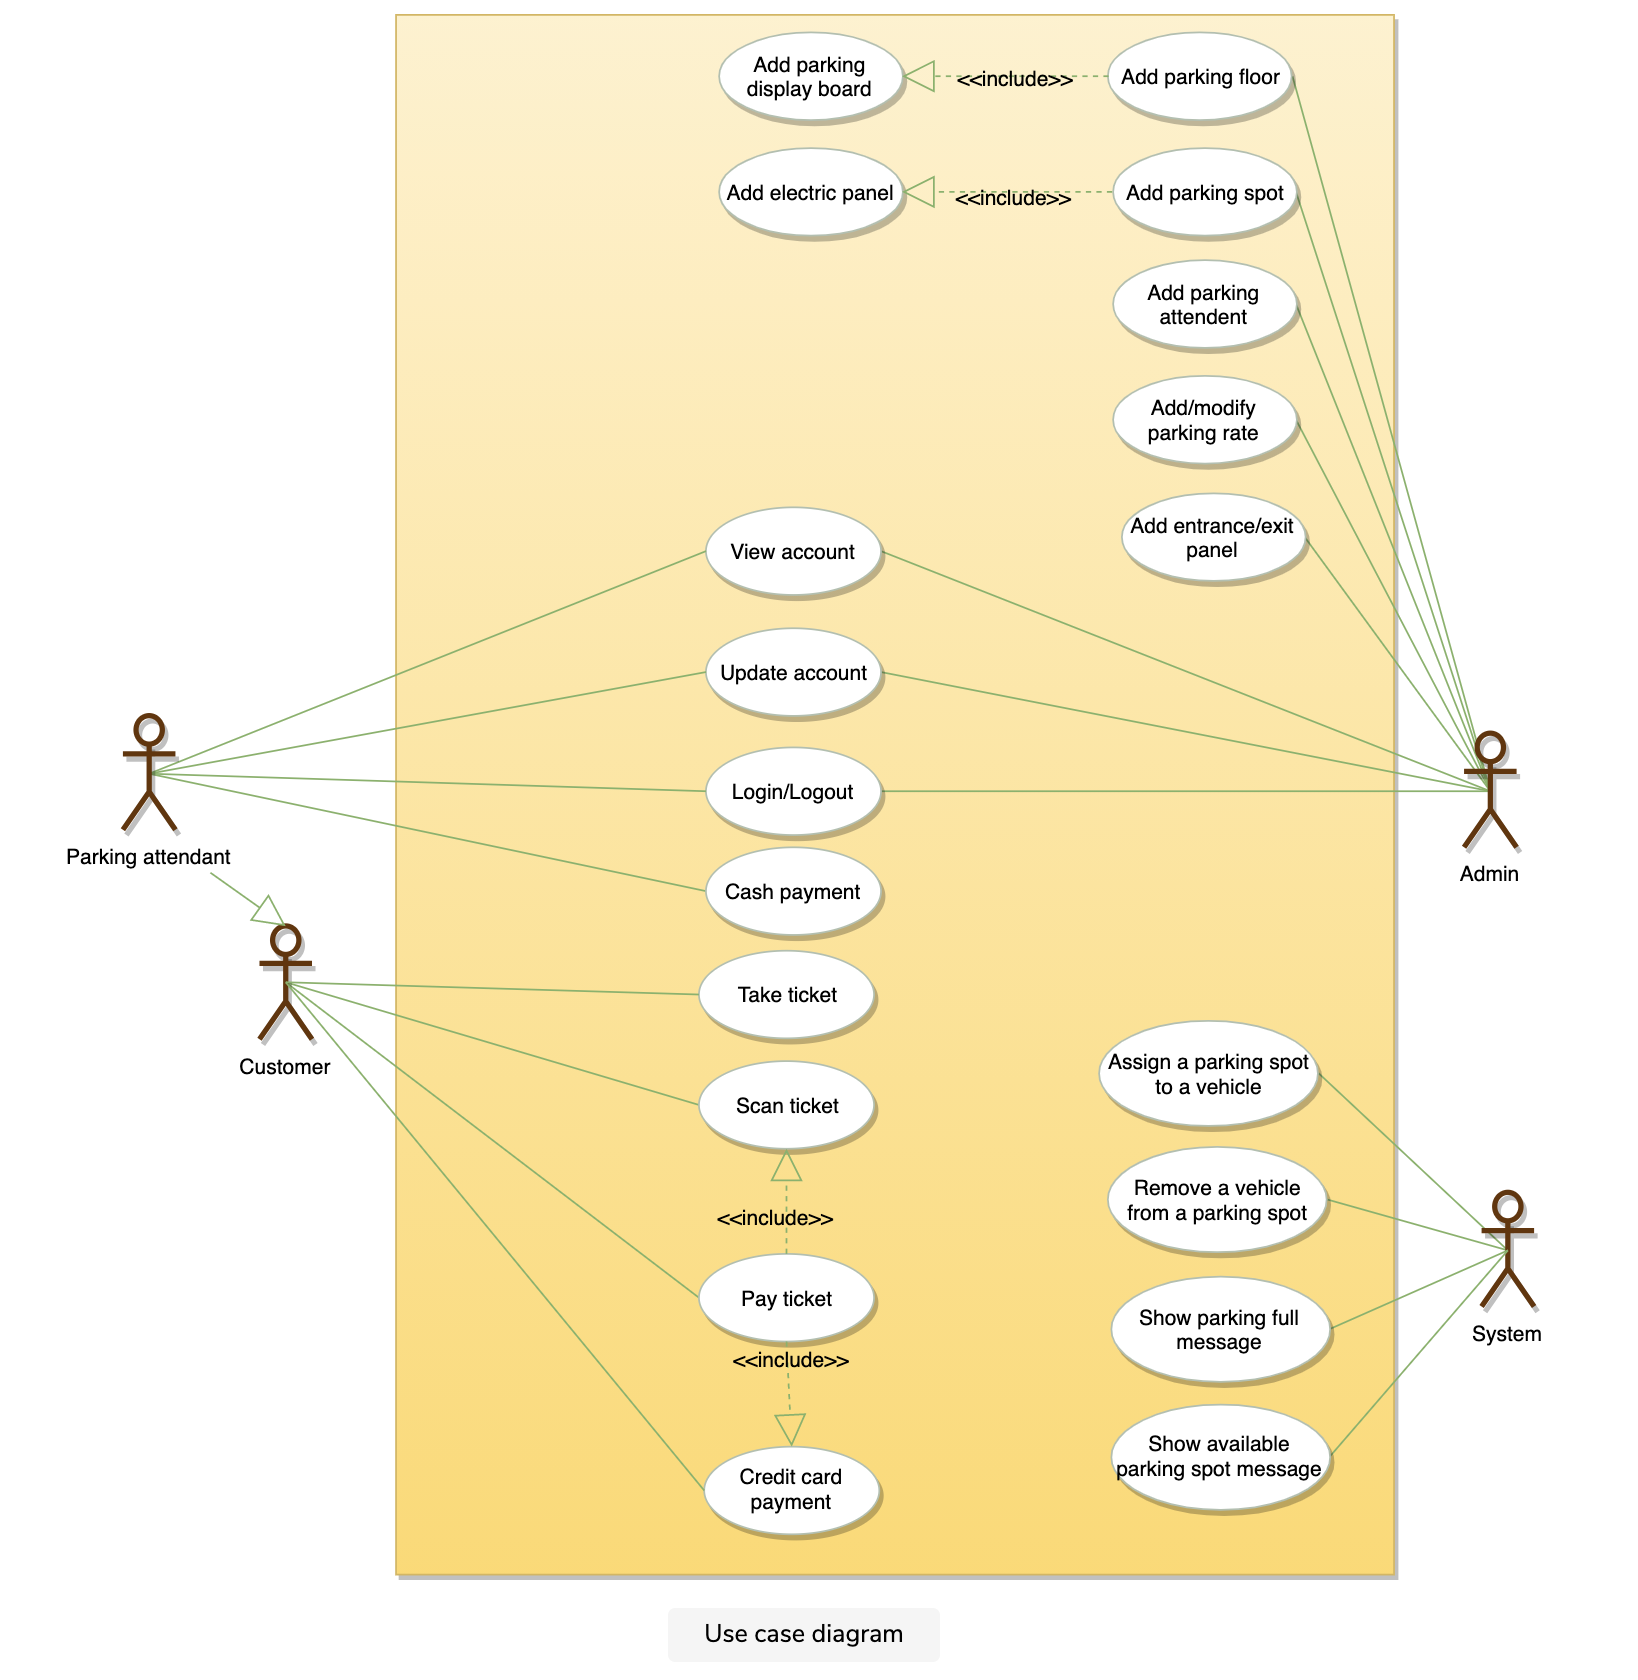 Add parking
display board
<<include>>
Add parking floor
Add electric panel
<<include>>
Add parking spot
Add parking
attendent
Add/modify
parking rate
Add entrance/exit
panel
View account
Update account
Login/Logout
Cash payment
Parking attendant
Admin
Take ticket
Customer
Scan ticket
Assign a parking spot
to a vehicle
Remove a vehicle
from a parking spot
<<include>>
Pay ticket
Show parking full
message
System
<<include>>
Show available
parking spot message
Credit card
payment
Use case diagram